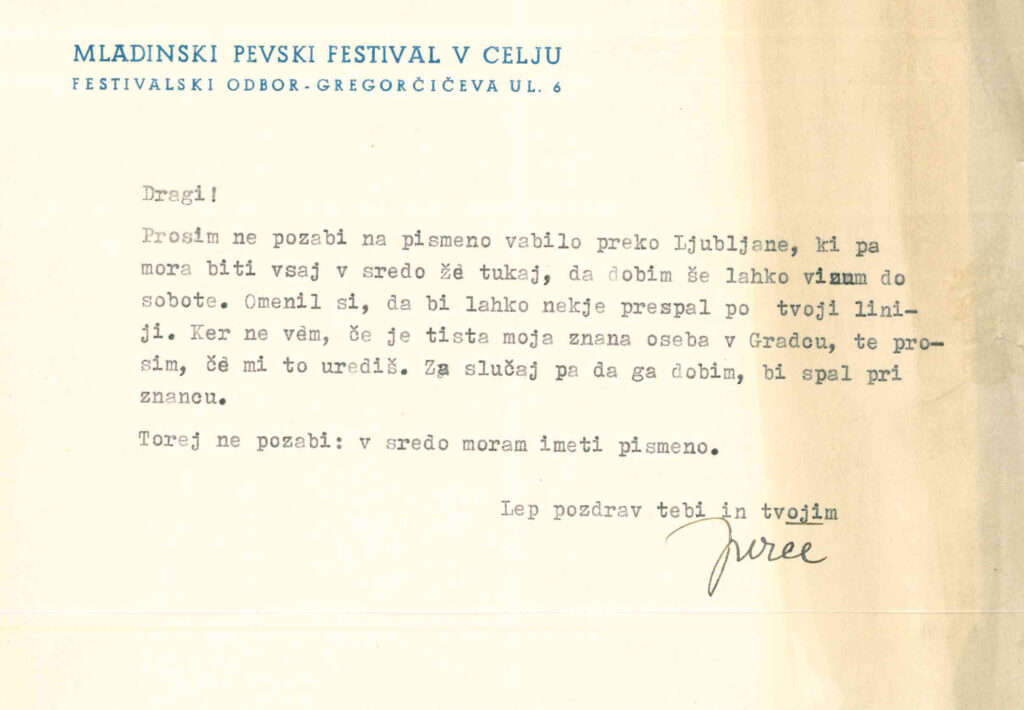 MLADINSKI PEVSKI FESTIVAL V CELJU
FESTIVALSKI ODBOR-GREGORČIČEVA UL. 6
Dragi!
Prosim ne pozabi na pismeno vabilo preko Ljubljane, ki pa
mora biti vsaj v sredo žè tukaj, da dobim še lahko vizum do
sobote. Omenil si, da bi lahko nekje prespal po tvoji lini-
ji. Ker ne vèm, če je tista moja znana oseba v Gradcu, te pro-
sim, čè mi to urediš. Za slučaj pa da ga dobim, bi spal pri
znancu.
Torej ne pozabi: v sredo moram imeti pismeno.
Lep pozdrav tebi in tvojim